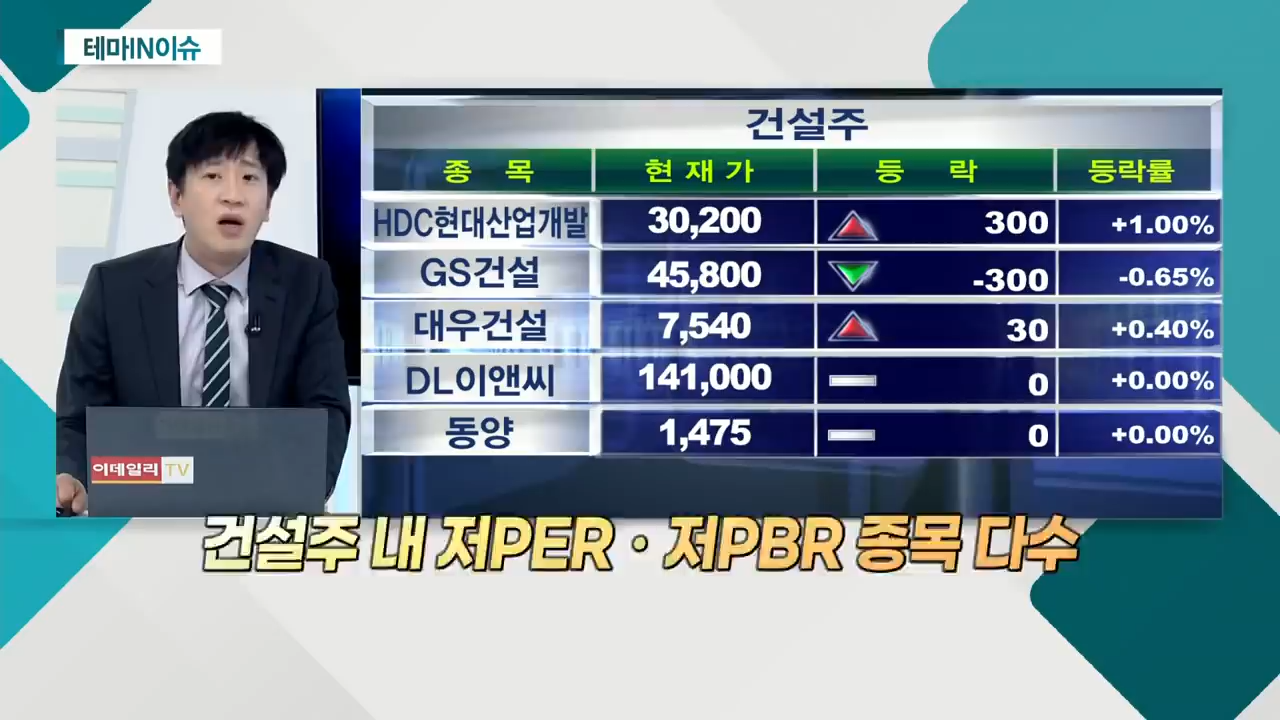 테마IN이슈
건설주
종 목 현재가 등 락 등락률
HDC현대산업개발 30,200 300 +1.00%
GS건설 45,800 -300 -0.65%
대우건설 7,540 30 +0.40%
DL이앤씨 141,000 0 +0.00%
동양 1,475 0 +0.00%
이데일리TV
건설주 내 저PER·저PBR 종목 다수